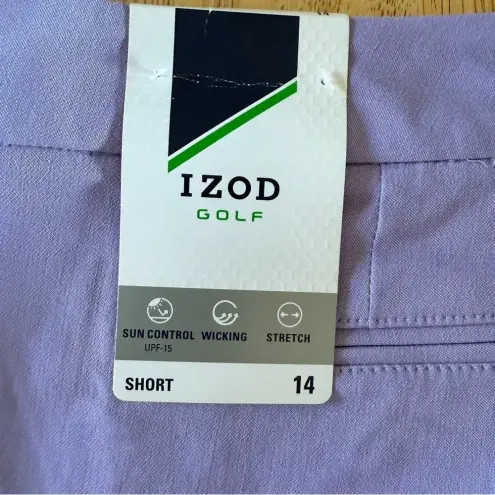 IZOD
GOLF
SUN CONTROL WICKING STRETCH
UPF-15
SHORT 14